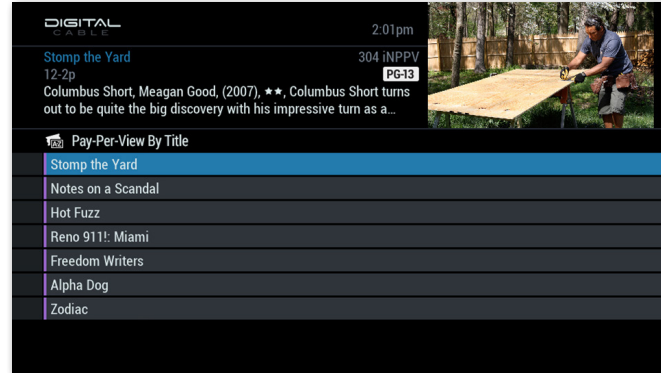 DIGITAL
CABLE
2:01pm
Stomp the Yard
304 iNPPV
12-2p
PG-13
Columbus Short, Meagan Good, (2007), ★★, Columbus Short turns
out to be quite the big discovery with his impressive turn as a...
AZ
Pay-Per-View By Title
Stomp the Yard
Notes on a Scandal
Hot Fuzz
Reno 911!: Miami
Freedom Writers
Alpha Dog
Zodiac